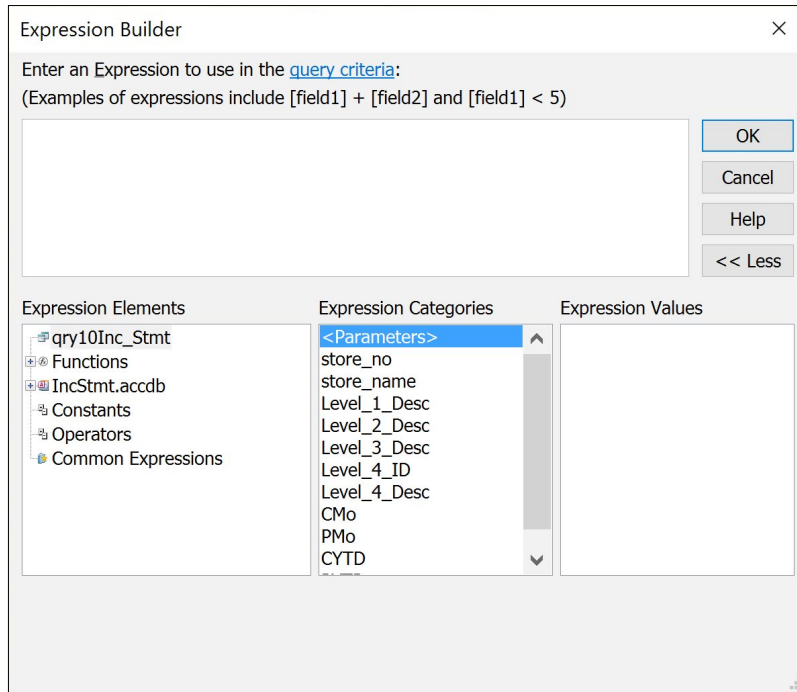 Expression Builder
Enter an Expression to use in the query criteria:
(Examples of expressions include [field1] + [field2] and [field1] < 5)
OK
Cancel
Help
<< Less
Expression Elements
qry10Inc_Stmt
Functions
IncStmt.accdb
Constants
Operators
Common Expressions
Expression Categories
<Parameters>
store_no
store_name
Level_1_Desc
Level_2_Desc
Level_3_Desc
Level_4_ID
Level_4_Desc
CMo
PMo
CYTD
Expression Values